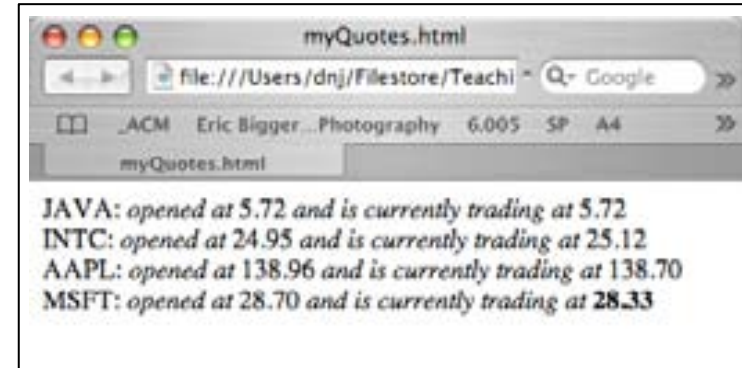 myQuotes.html
file:///Users/dnj/Filestore/Teachi Google
_ACM Eric Bigger...Photography 6.005 SP A4
myQuotes.html
JAVA: opened at 5.72 and is currently trading at 5.72
INTC: opened at 24.95 and is currently trading at 25.12
AAPL: opened at 138.96 and is currently trading at 138.70
MSFT: opened at 28.70 and is currently trading at 28.33